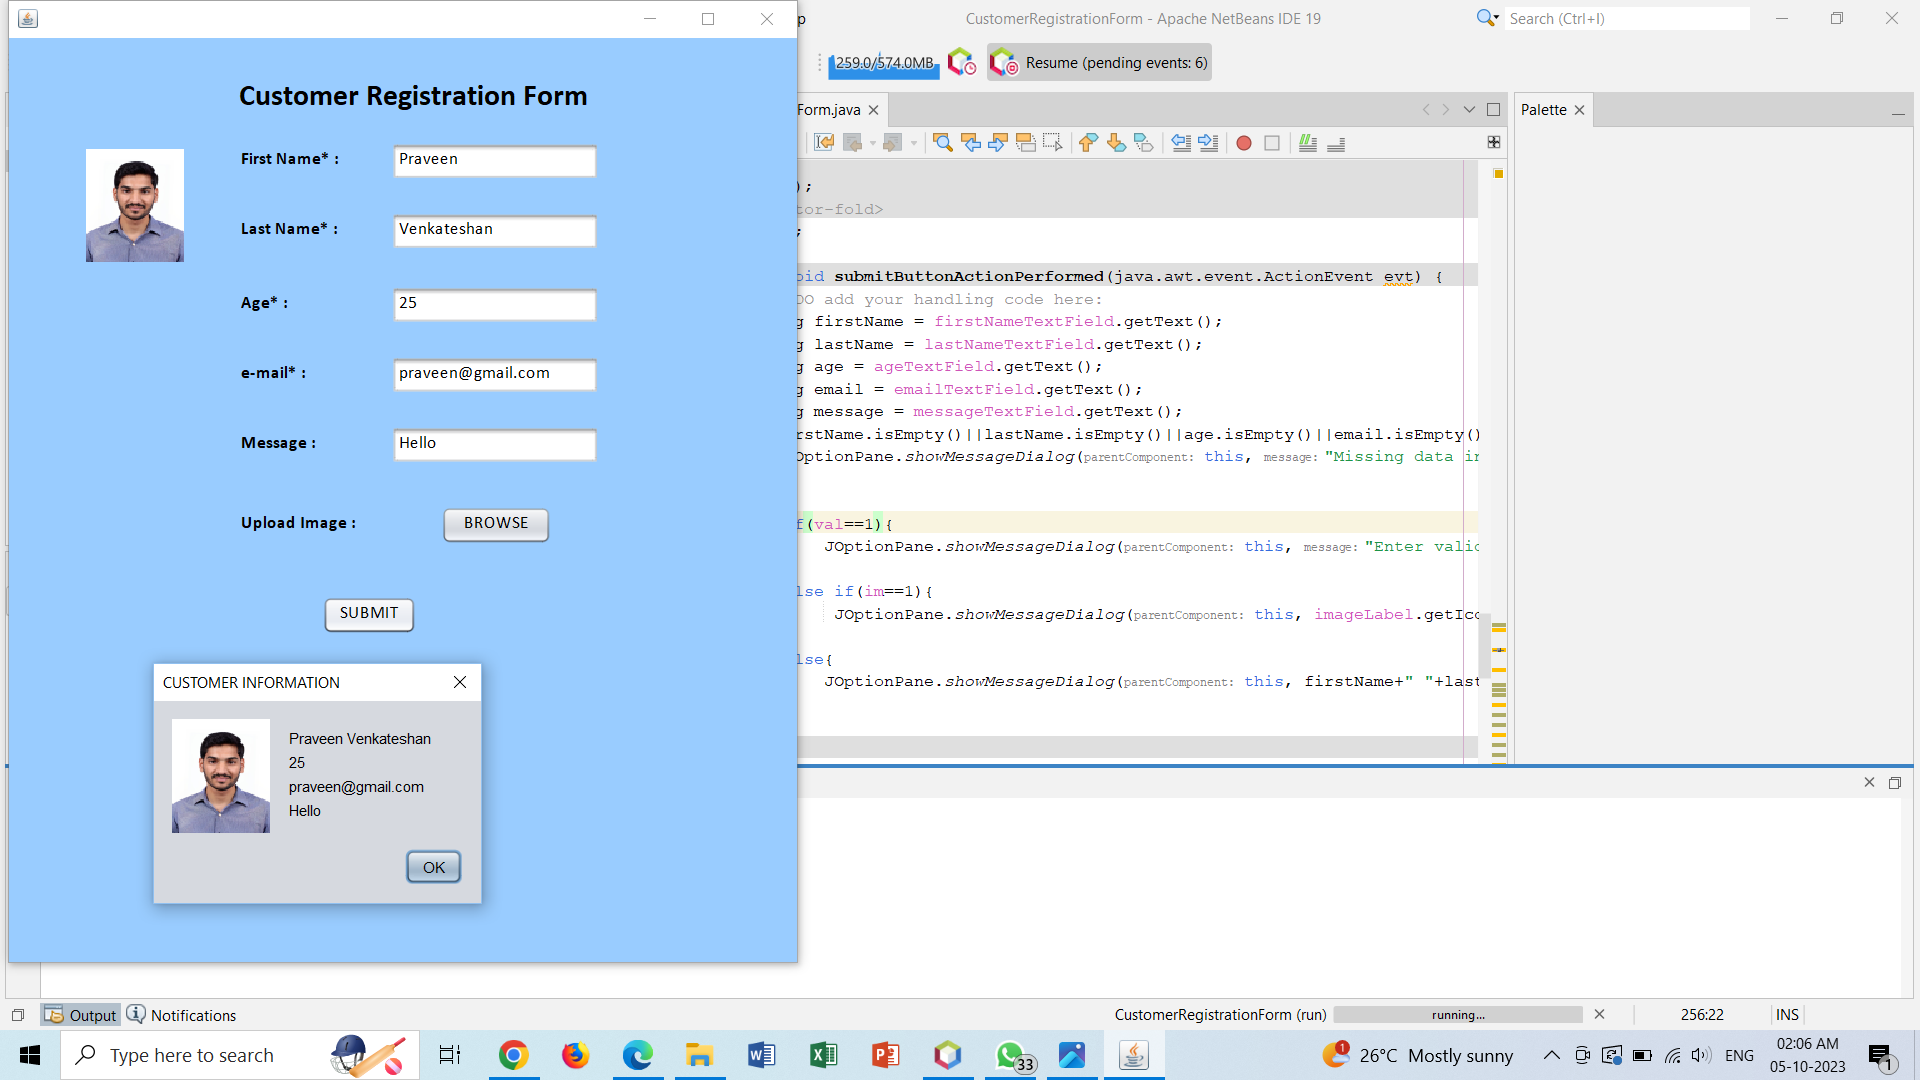 p
CustomerRegistrationForm - Apache NetBeans IDE 19
Search (Ctrl+I)
259.0/574.0MB
Resume (pending events: 6)
Customer Registration Form
First Name* :
Praveen
Last Name* :
Venkateshan
Age* :
25
e-mail* :
praveen@gmail.com
Message :
Hello
Upload Image :
BROWSE
SUBMIT
CUSTOMER INFORMATION
Praveen Venkateshan
25
praveen@gmail.com
Hello
OK
Form.java
Palette
);
tor-fold>
;
oid submitButtonActionPerformed(java.awt.event.ActionEvent evt) {
DO add your handling code here:
g firstName = firstNameTextField.getText();
g lastName = lastNameTextField.getText();
g age = ageTextField.getText();
g email = emailTextField.getText();
g message = messageTextField.getText();
rstName.isEmpty()||lastName.isEmpty()||age.isEmpty()||email.isEmpty()
OptionPane.showMessageDialog(parentComponent: this, message: "Missing data in
f(val==1){
JOptionPane.showMessageDialog(parentComponent: this, message: "Enter valid
lse if(im==1){
JOptionPane.showMessageDialog(parentComponent: this, imageLabel.getIco
lse{
JOptionPane.showMessageDialog(parentComponent: this, firstName+" "+last
Output
Notifications
CustomerRegistrationForm (run)
running...
256:22
INS
Type here to search
33
1
26°C Mostly sunny
ENG
02:06 AM
05-10-2023
1